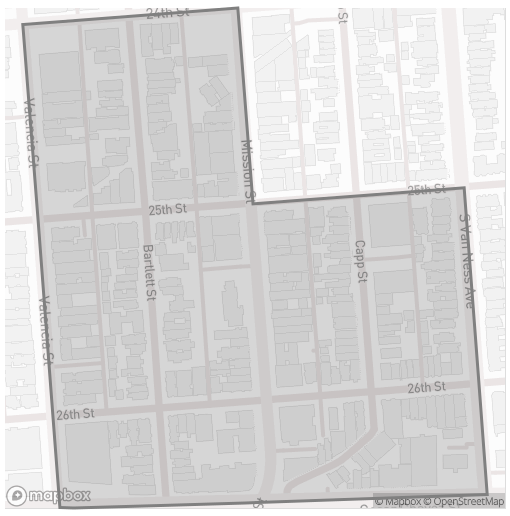 24th St
St
Valencia St
Mission St
25th St
25th St
S Van Ness Ave
Bartlett St
Capp St
Valencia St
26th St
26th St
mapbox
© Mapbox © OpenStreetMap